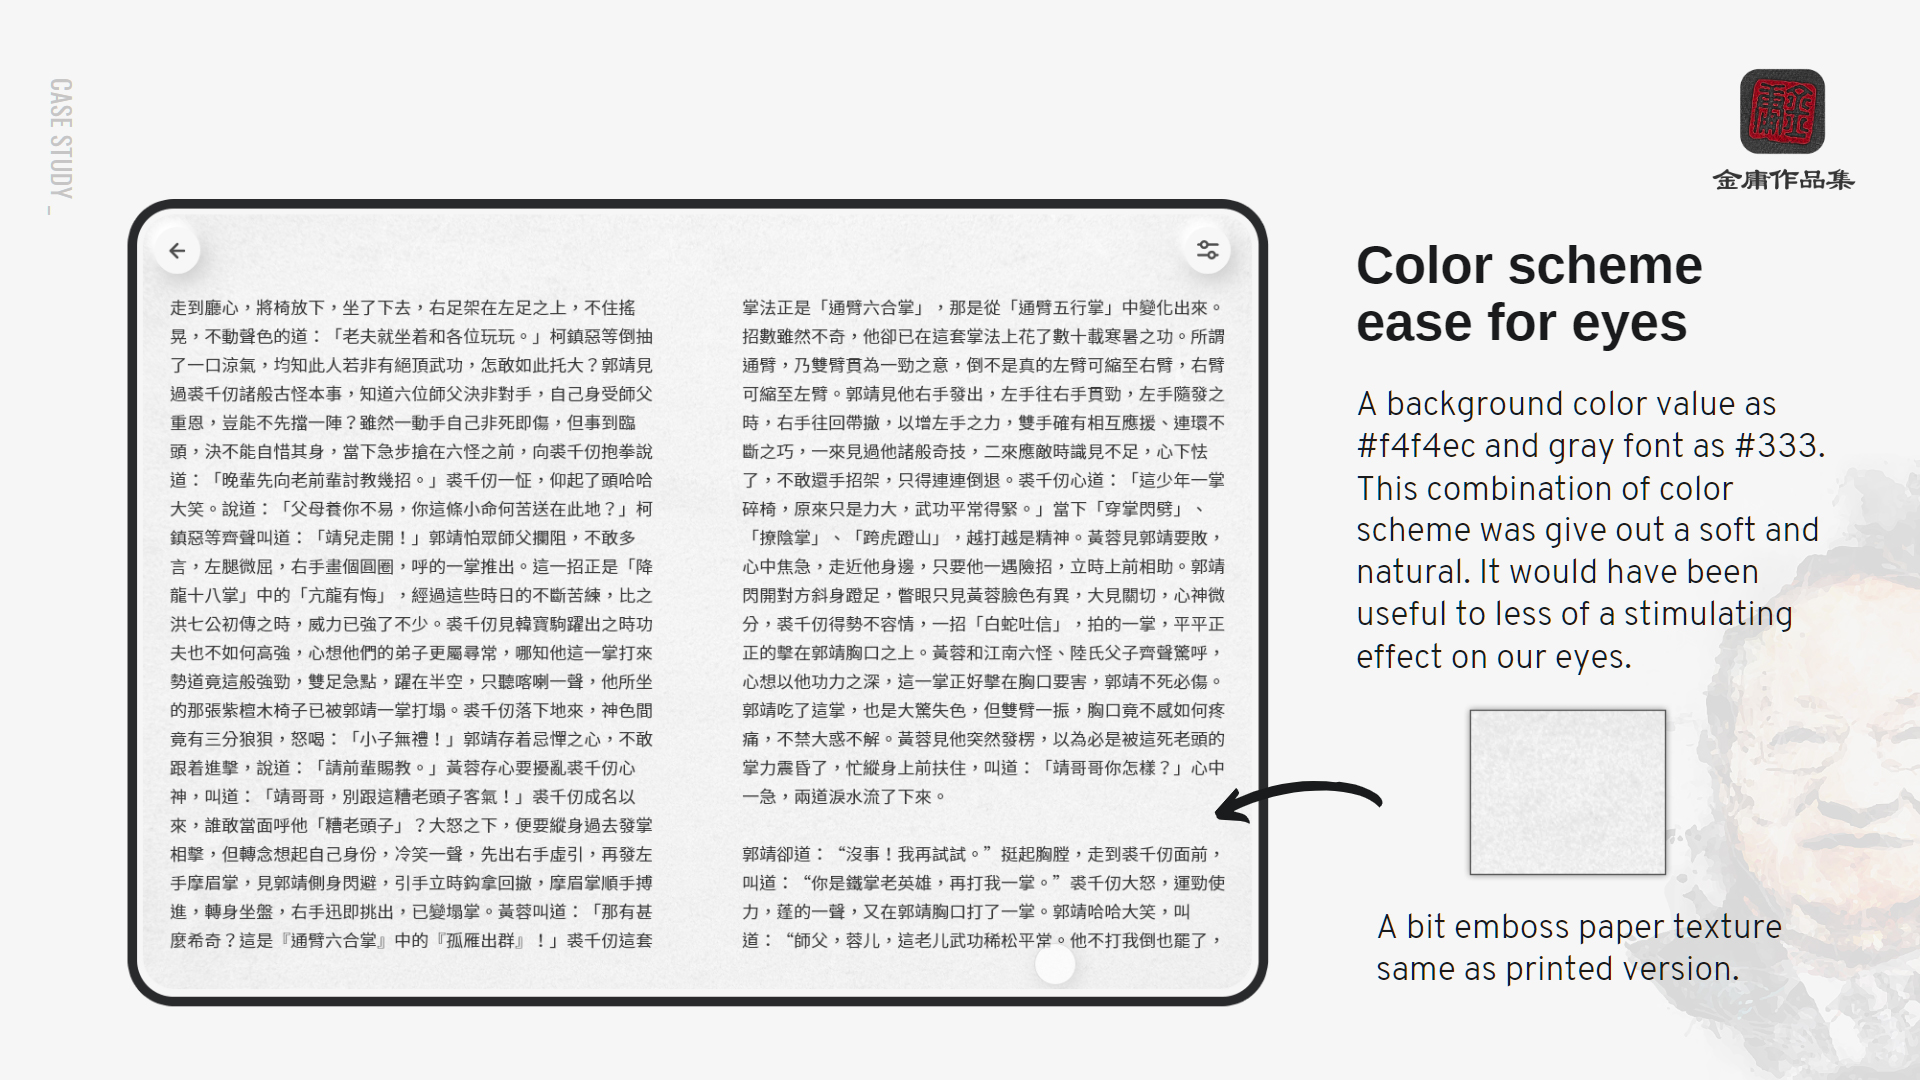 CASE STUDY _
金庸
金庸作品集
走到廳心，將椅放下，坐了下去，右足架在左足之上，不住搖
晃，不動聲色的道：「老夫就坐着和各位玩玩。」柯鎮惡等倒抽
了一口涼氣，均知此人若非有絕頂武功，怎敢如此托大？郭靖見
過裘千仞諸般古怪本事，知道六位師父決非對手，自己身受師父
重恩，豈能不先擋一陣？雖然一動手自己非死即傷，但事到臨
頭，決不能自惜其身，當下急步搶在六怪之前，向裘千仞抱拳說
道：「晚輩先向老前輩討教幾招。」裘千仞一怔，仰起了頭哈哈
大笑。說道：「父母養你不易，你這條小命何苦送在此地？」柯
鎮惡等齊聲叫道：「靖兒走開！」郭靖怕眾師父攔阻，不敢多
言，左腿微屈，右手畫個圓圈，呼的一掌推出。這一招正是「降
龍十八掌」中的「亢龍有悔」，經過這些時日的不斷苦練，比之
洪七公初傳之時，威力已強了不少。裘千仞見韓寶駒躍出之時功
夫也不如何高強，心想他們的弟子更屬尋常，哪知他這一掌打來
勢道竟這般強勁，雙足急點，躍在半空，只聽喀喇一聲，他所坐
的那張紫檀木椅子已被郭靖一掌打塌。裘千仞落下地來，神色間
竟有三分狼狽，怒喝：「小子無禮！」郭靖存着忌憚之心，不敢
跟着進擊，說道：「請前輩賜教。」黃蓉存心要擾亂裘千仞心
神，叫道：「靖哥哥，別跟這糟老頭子客氣！」裘千仞成名以
來，誰敢當面呼他「糟老頭子」？大怒之下，便要縱身過去發掌
相擊，但轉念想起自己身份，冷笑一聲，先出右手虛引，再發左
手摩眉掌，見郭靖側身閃避，引手立時鈎拿回撤，摩眉掌順手搏
進，轉身坐盤，右手迅即挑出，已變塌掌。黃蓉叫道：「那有甚
麼希奇？這是『通臂六合掌』中的『孤雁出群』！」裘千仞這套
掌法正是「通臂六合掌」，那是從「通臂五行掌」中變化出來。
招數雖然不奇，他卻已在這套掌法上花了數十載寒暑之功。所謂
通臂，乃雙臂貫為一勁之意，倒不是真的左臂可縮至右臂，右臂
可縮至左臂。郭靖見他右手發出，左手往右手貫勁，左手隨發之
時，右手往回帶撤，以增左手之力，雙手確有相互應援、連環不
斷之巧，一來見過他諸般奇技，二來應敵時識見不足，心下怯
了，不敢還手招架，只得連連倒退。裘千仞心道：「這少年一掌
碎椅，原來只是力大，武功平常得緊。」當下「穿掌閃劈」、
「撩陰掌」、「跨虎蹬山」，越打越是精神。黃蓉見郭靖要敗，
心中焦急，走近他身邊，只要他一遇險招，立時上前相助。郭靖
閃開對方斜身蹬足，瞥眼只見黃蓉臉色有異，大見關切，心神微
分，裘千仞得勢不容情，一招「白蛇吐信」，拍的一掌，平平正
正的擊在郭靖胸口之上。黃蓉和江南六怪、陸氏父子齊聲驚呼，
心想以他功力之深，這一掌正好擊在胸口要害，郭靖不死必傷。
郭靖吃了這掌，也是大驚失色，但雙臂一振，胸口竟不感如何疼
痛，不禁大惑不解。黃蓉見他突然發楞，以為必是被這死老頭的
掌力震昏了，忙縱身上前扶住，叫道：「靖哥哥你怎樣？」心中
一急，兩道淚水流了下來。
郭靖卻道：“沒事！我再試試。”挺起胸膛，走到裘千仞面前，
叫道：“你是鐵掌老英雄，再打我一掌。”裘千仞大怒，運勁使
力，蓬的一聲，又在郭靖胸口打了一掌。郭靖哈哈大笑，叫
道：“師父，蓉儿，這老儿武功稀松平常。他不打我倒也罷了，
Color scheme
ease for eyes
A background color value as
#f4f4ec and gray font as #333.
This combination of color
scheme was give out a soft and
natural. It would have been
useful to less of a stimulating
effect on our eyes.
A bit emboss paper texture
same as printed version.